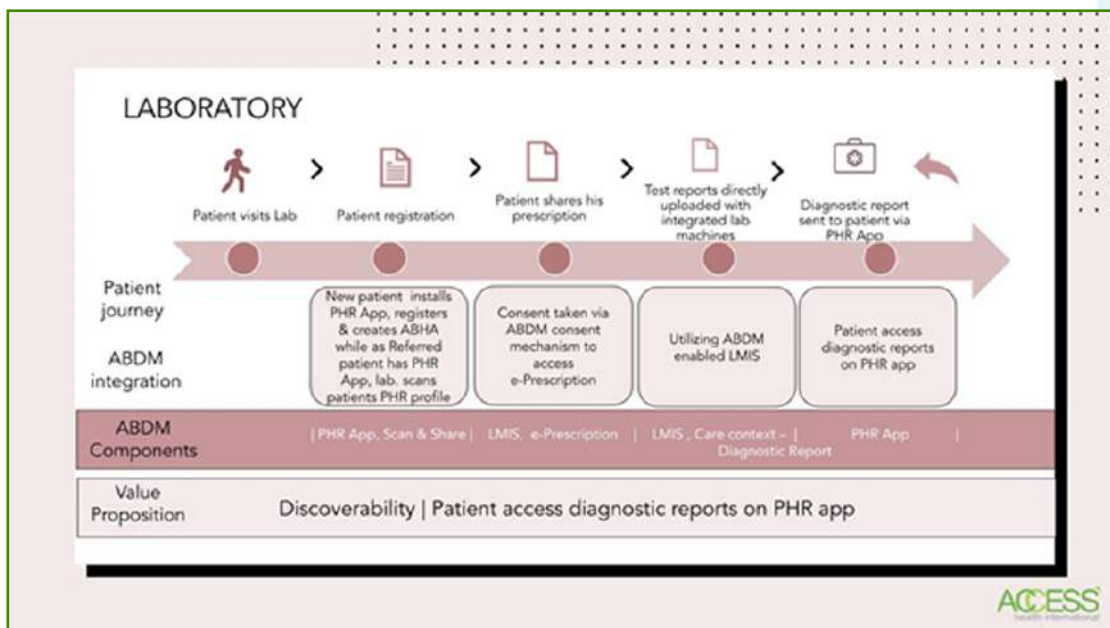 LABORATORY
Patient visits Lab
Patient registration
Patient shares his
prescription
Test reports directly
uploaded with
integrated lab
machines
Diagnostic report
sent to patient via
PHR App
Patient
journey
ABDM
integration
New patient installs
PHR App, registers
& creates ABHA
while as Referred
patient has PHR
App, lab. scans
patients PHR profile
Consent taken via
ABDM consent
mechanism to
access
e-Prescription
Utilizing ABDM
enabled LMIS
Patient access
diagnostic reports
on PHR app
ABDM
Components
| PHR App, Scan & Share | LMIS, e-Prescription | LMIS , Care context – | PHR App |
Diagnostic Report
Value
Proposition
Discoverability | Patient access diagnostic reports on PHR app
ACCESS
health international